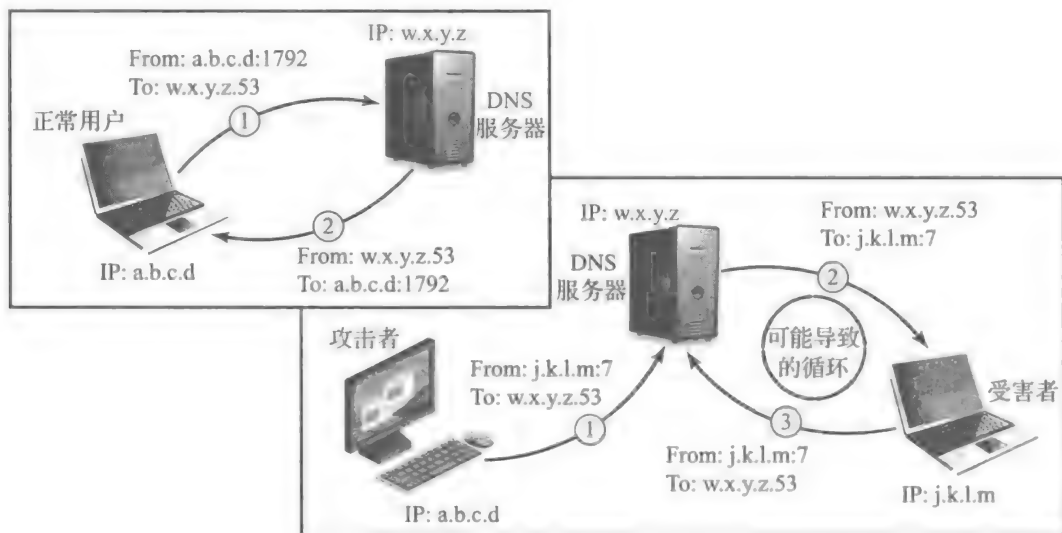 IP: w.x.y.z
From: a.b.c.d:1792
To: w.x.y.z.53
①
DNS
服务器
正常用户
②
From: w.x.y.z.53
To: a.b.c.d:1792
IP: a.b.c.d
IP: w.x.y.z
DNS
服务器
From: w.x.y.z.53
To: j.k.l.m:7
②
可能导致
的循环
攻击者
From: j.k.l.m:7
To: w.x.y.z.53
①
受害者
③
From: j.k.l.m:7
To: w.x.y.z.53
IP: j.k.l.m
IP: a.b.c.d